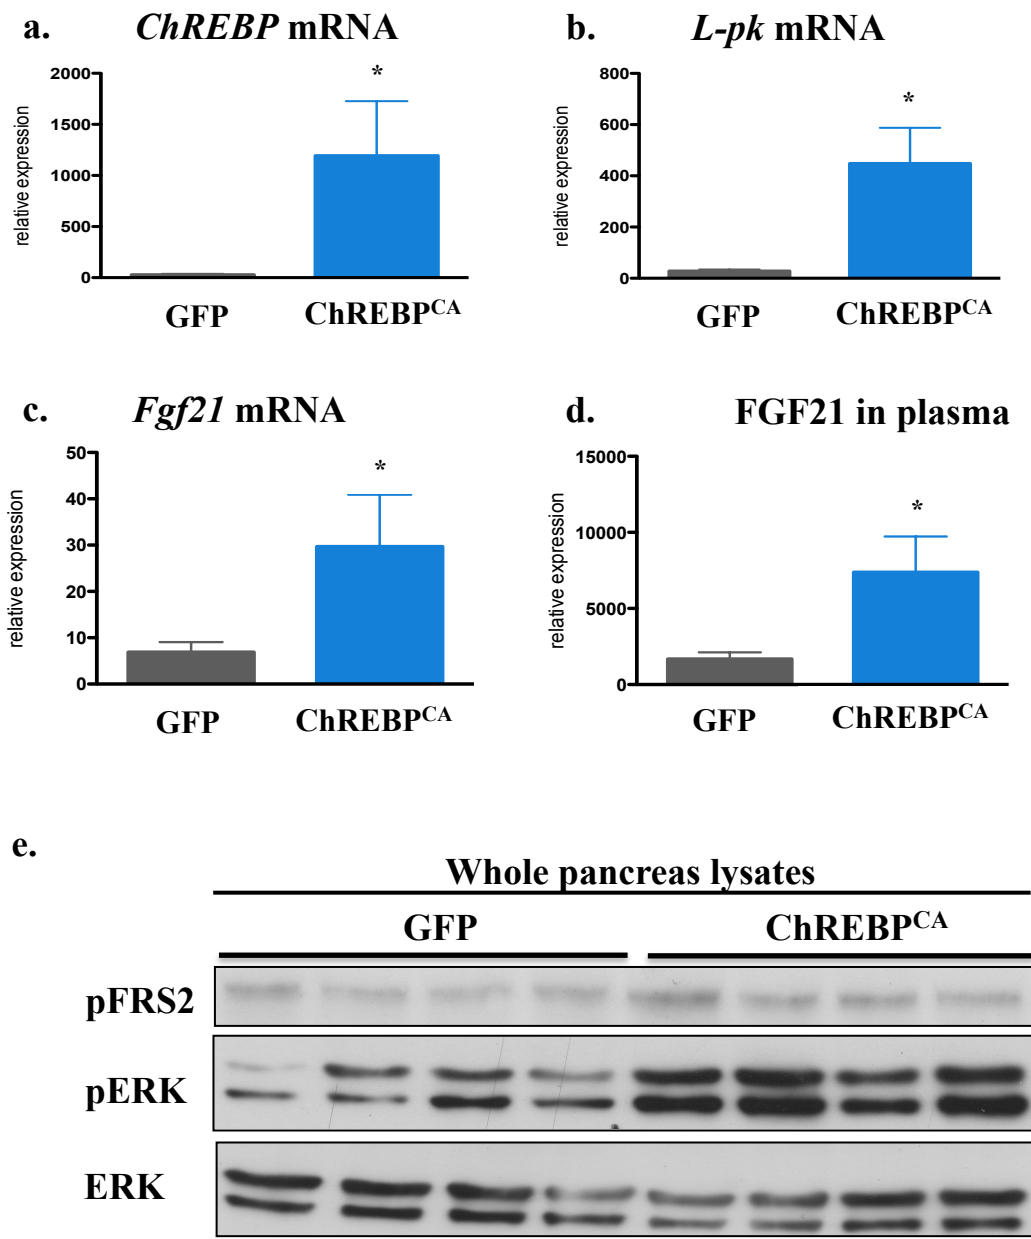 a. ChREBP mRNA
relative expression
2000
1500
1000
500
0
*
GFP ChREBPCA
b. L-pk mRNA
relative expression
800
600
400
200
0
*
GFP ChREBPCA
c. Fgf21 mRNA
relative expression
50
40
30
20
10
0
*
GFP ChREBPCA
d. FGF21 in plasma
relative expression
15000
10000
5000
0
*
GFP ChREBPCA
e.
Whole pancreas lysates
GFP ChREBPCA
pFRS2
pERK
ERK